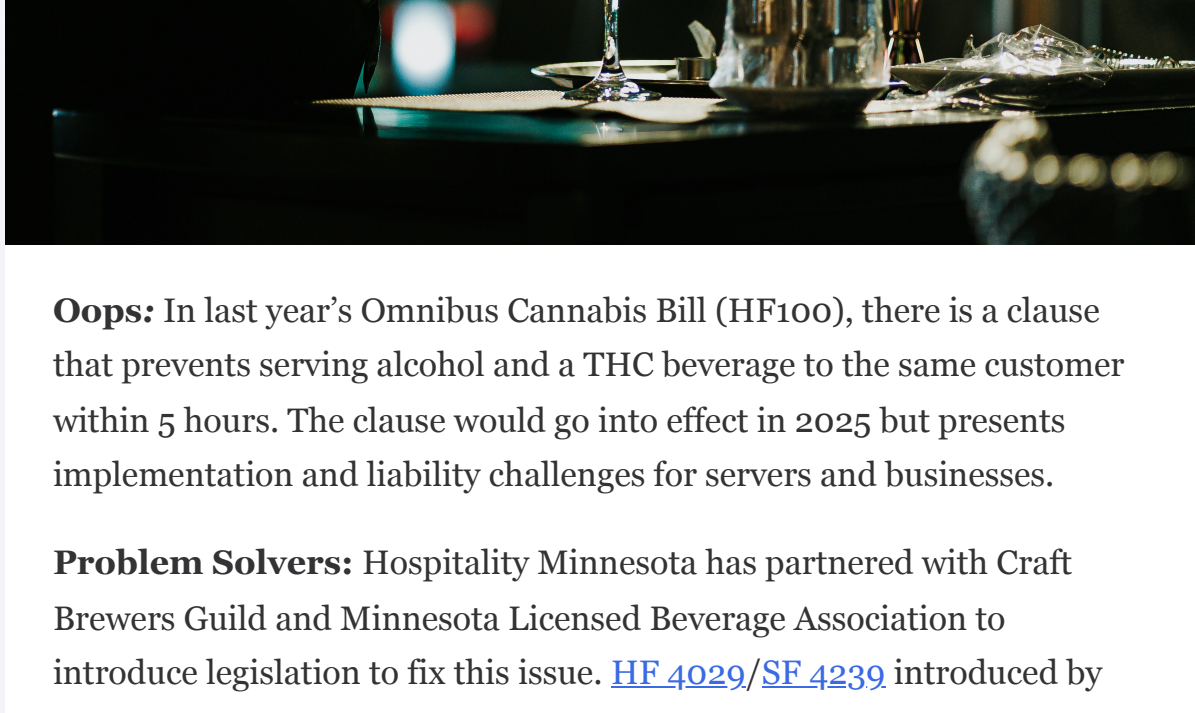 Oops: In last year’s Omnibus Cannabis Bill (HF100), there is a clause
that prevents serving alcohol and a THC beverage to the same customer
within 5 hours. The clause would go into effect in 2025 but presents
implementation and liability challenges for servers and businesses.
Problem Solvers: Hospitality Minnesota has partnered with Craft
Brewers Guild and Minnesota Licensed Beverage Association to
introduce legislation to fix this issue. HF 4029/SF 4239 introduced by